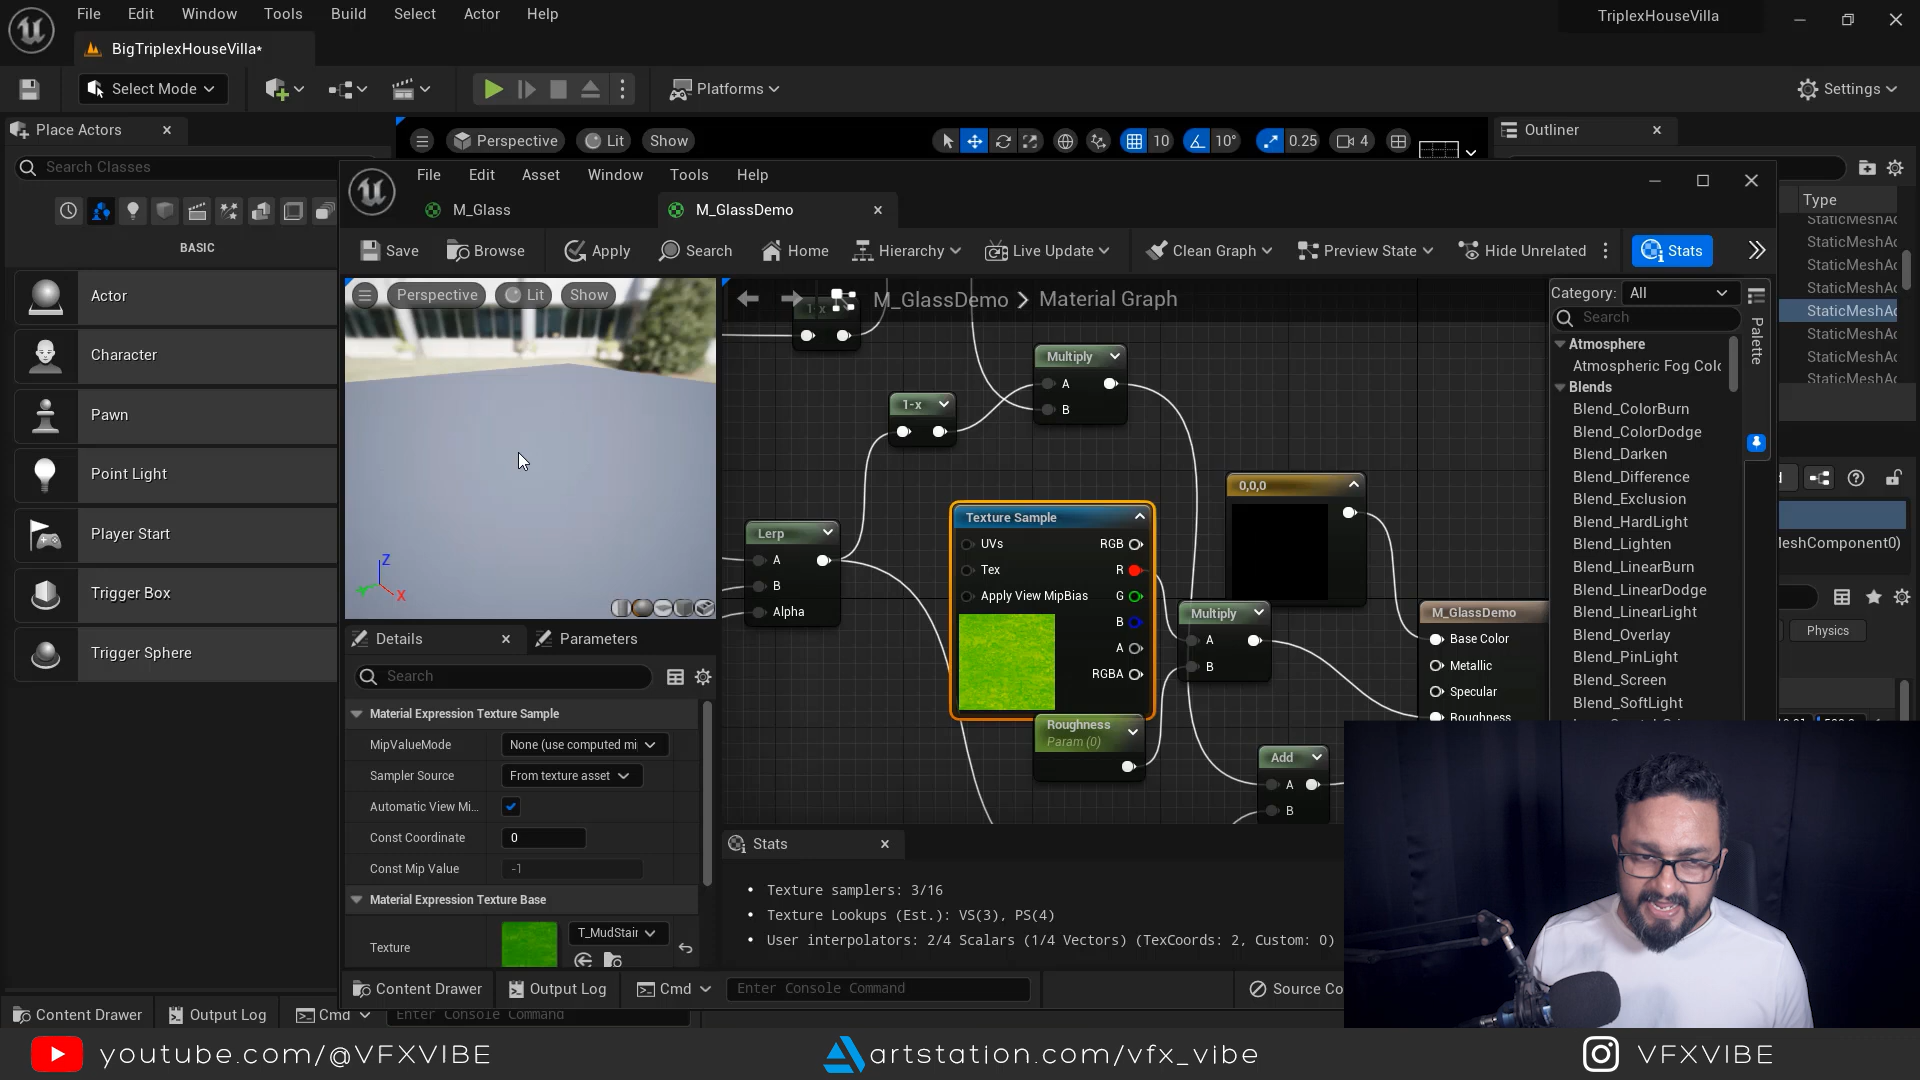 File Edit Window Tools Build Select Actor Help
TriplexHouseVilla
BigTriplexHouseVilla*
Select Mode
Platforms
Settings
Place Actors
Perspective Lit Show
10 10° 0.25 4
Outliner
Search Classes
File Edit Asset Window Tools Help
Type
M_Glass
M_GlassDemo
StaticMeshAc
StaticMeshAc
StaticMeshAc
StaticMeshAc
StaticMeshAc
StaticMeshAc
StaticMeshAc
StaticMeshAc
BASIC
Save Browse Apply Search Home Hierarchy Live Update Clean Graph Preview State Hide Unrelated Stats
Actor
Character
Pawn
Point Light
Player Start
Trigger Box
Trigger Sphere
Perspective Lit Show
Z
X
M_GlassDemo > Material Graph
1-x
Multiply
A
B
1-x
Lerp
A
B
Alpha
Texture Sample
UVs RGB
Tex R
Apply View MipBias G
B
A
RGBA
0,0,0
Multiply
A
B
Roughness
Param (0)
Add
A
B
M_GlassDemo
Base Color
Metallic
Specular
Roughness
Category: All
Search
Palette
Atmosphere
Atmospheric Fog Colo
Blends
Blend_ColorBurn
Blend_ColorDodge
Blend_Darken
Blend_Difference
Blend_Exclusion
Blend_HardLight
Blend_Lighten
Blend_LinearBurn
Blend_LinearDodge
Blend_LinearLight
Blend_Overlay
Blend_PinLight
Blend_Screen
Blend_SoftLight
MeshComponent0)
Physics
Details
Parameters
Search
Material Expression Texture Sample
MipValueMode None (use computed mi
Sampler Source From texture asset
Automatic View Mi...
Const Coordinate 0
Const Mip Value -1
Material Expression Texture Base
Texture T_MudStair
Stats
• Texture samplers: 3/16
• Texture Lookups (Est.): VS(3), PS(4)
• User interpolators: 2/4 Scalars (1/4 Vectors) (TexCoords: 2, Custom: 0)
Content Drawer Output Log Cmd Enter Console Command Source Co
Content Drawer Output Log Cmd Enter Console Command
youtube.com/@VFXVIBE
artstation.com/vfx_vibe
VFXVIBE